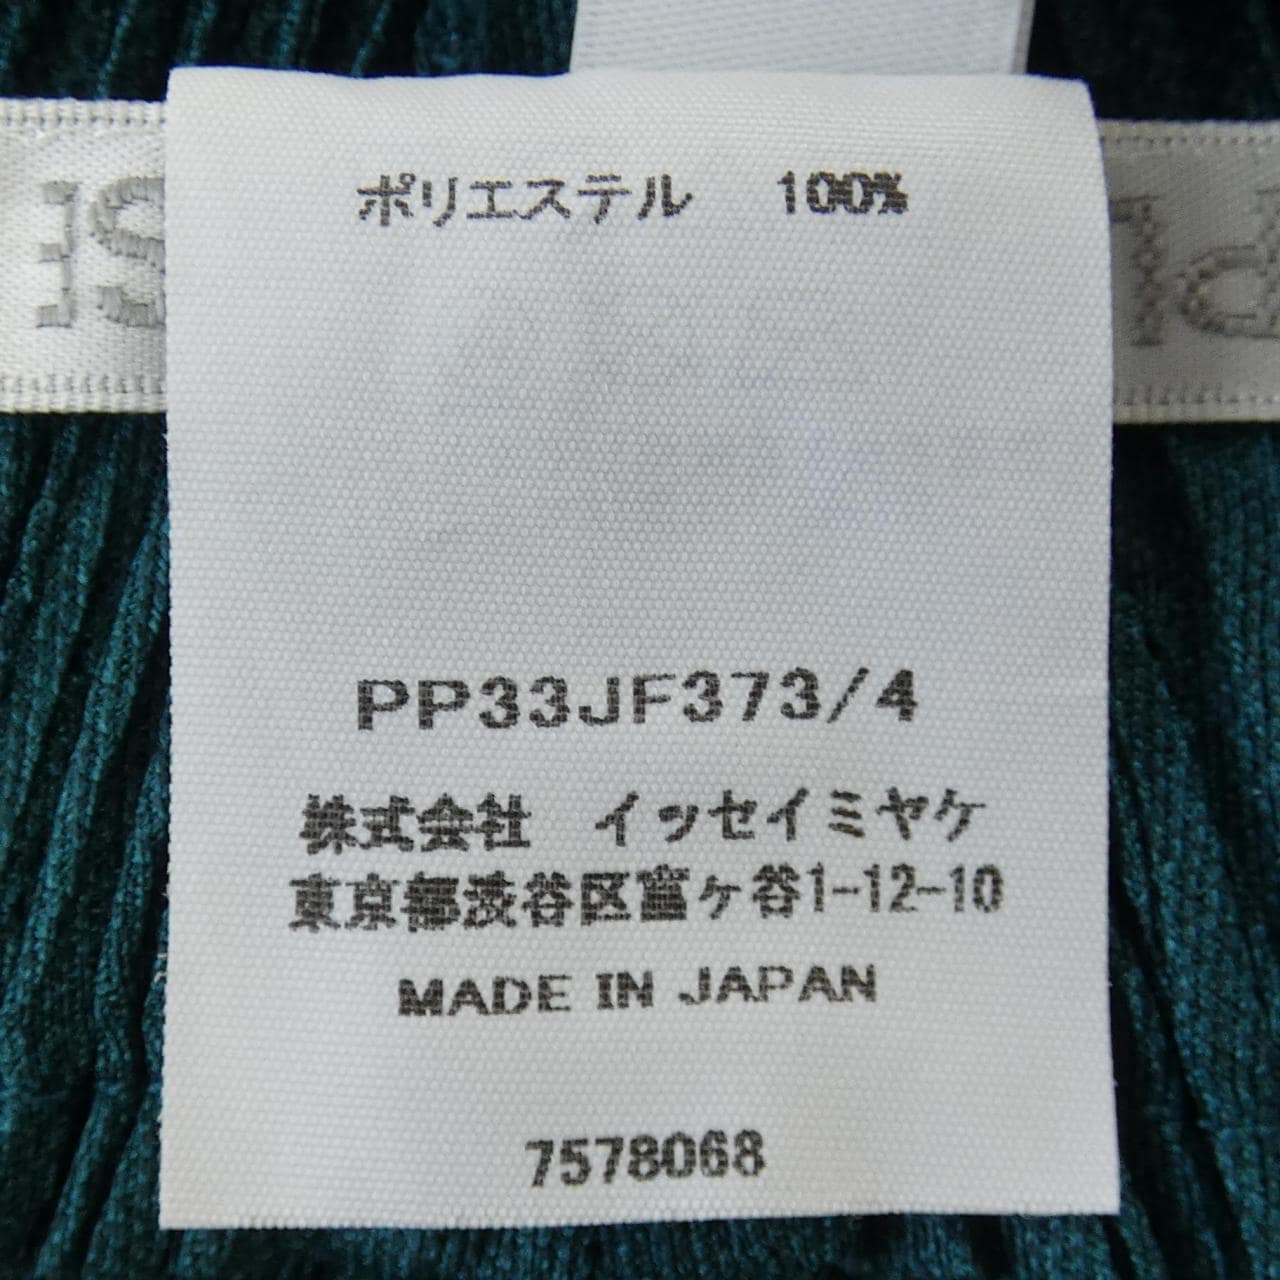 ポリエステル 100%
PP33JF373/4
株式会社 イッセイミヤケ
東京都渋谷区富ヶ谷1-12-10
MADE IN JAPAN
7578068